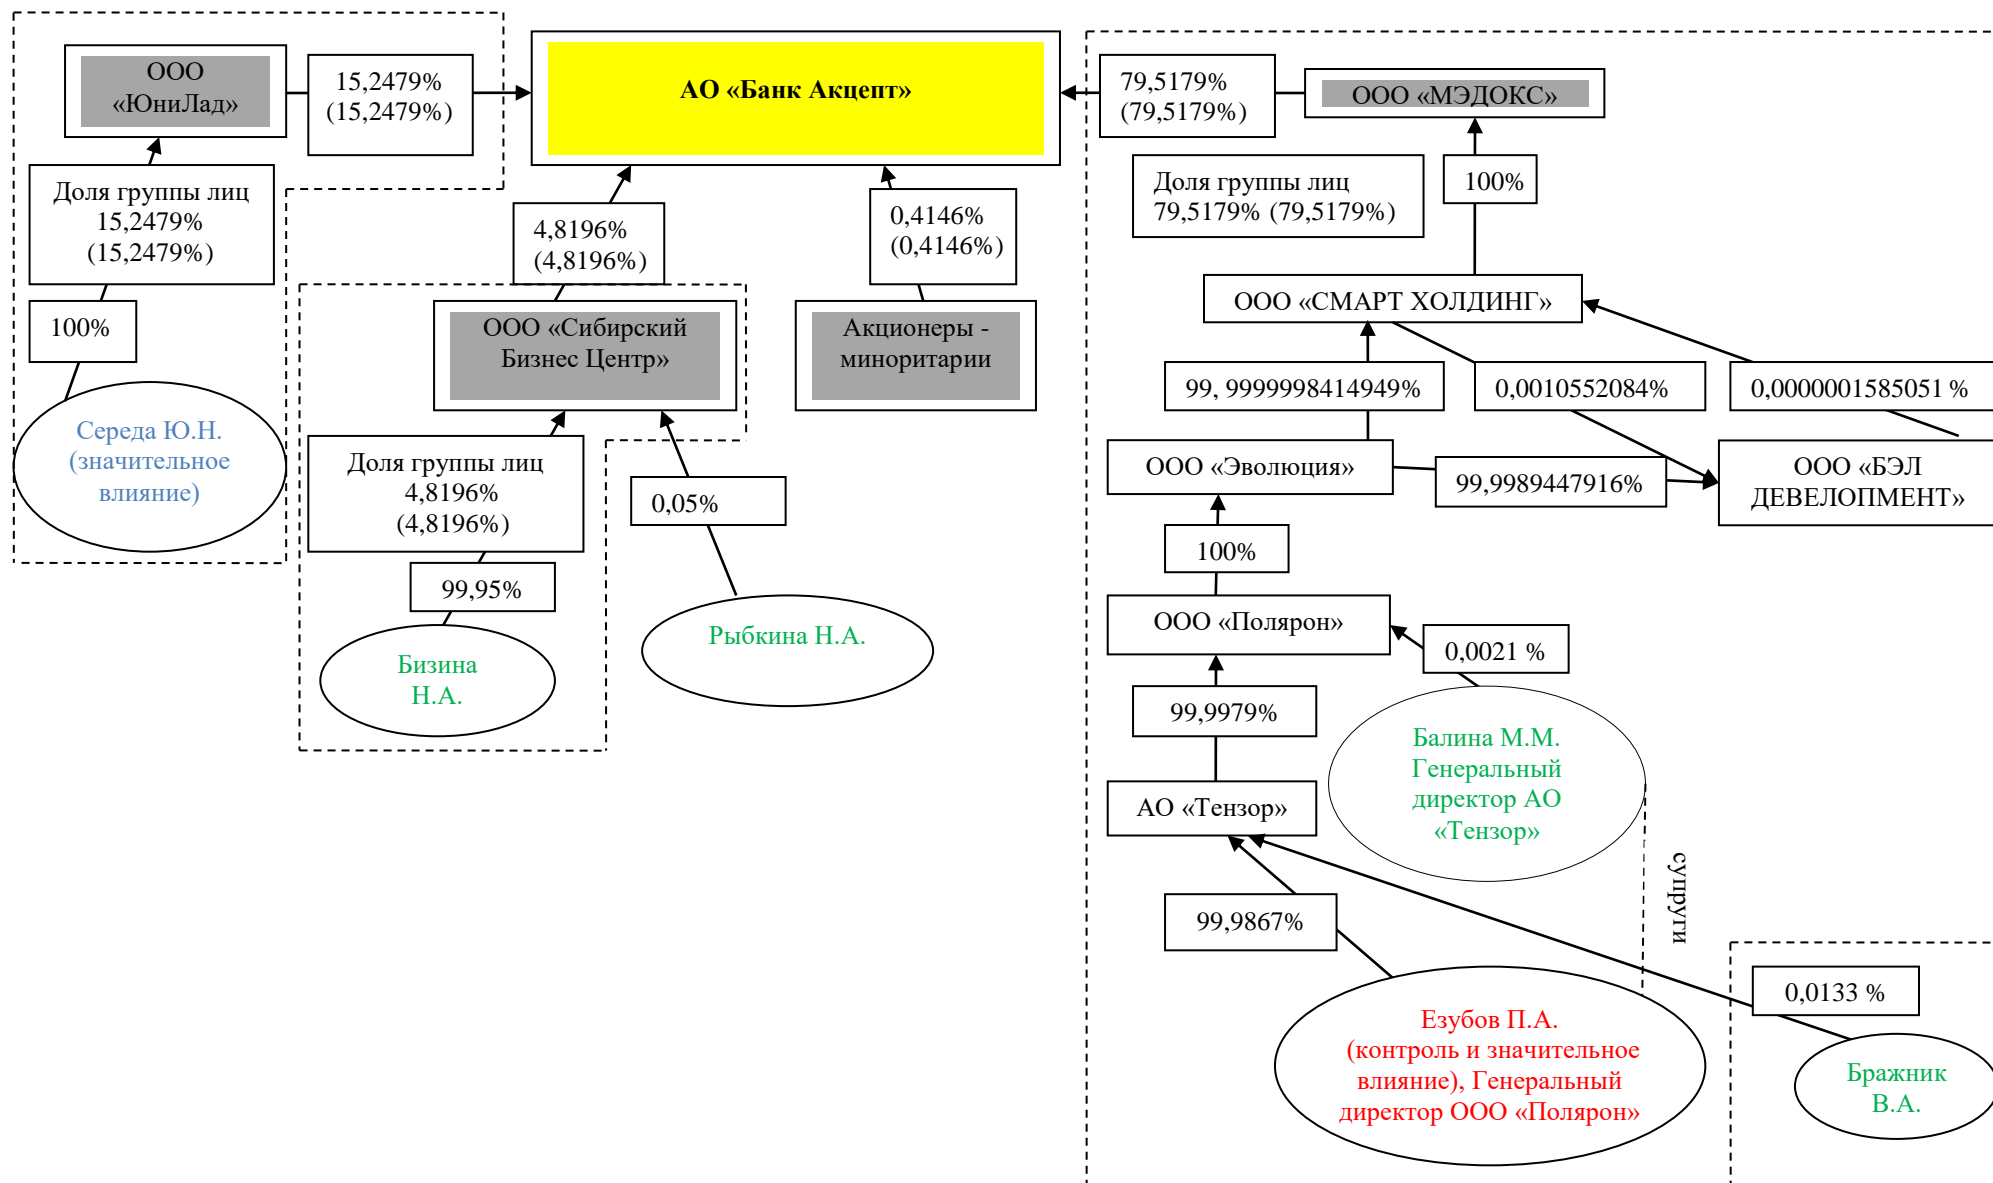 ООО
«ЮниЛад»
15,2479%
(15,2479%)
АО «Банк Акцепт»
79,5179%
(79,5179%)
ООО «МЭДОКС»
Доля группы лиц
15,2479%
(15,2479%)
4,8196%
(4,8196%)
0,4146%
(0,4146%)
Доля группы лиц
79,5179% (79,5179%)
100%
100%
ООО «Сибирский
Бизнес Центр»
Акционеры -
миноритарии
ООО «СМАРТ ХОЛДИНГ»
99, 9999998414949%
0,0010552084%
0,0000001585051 %
Середа Ю.Н.
(значительное
влияние)
Доля группы лиц
4,8196%
(4,8196%)
0,05%
ООО «Эволюция»
99,9989447916%
ООО «БЭЛ
ДЕВЕЛОПМЕНТ»
99,95%
100%
Бизина
Н.А.
Рыбкина Н.А.
ООО «Полярон»
0,0021 %
99,9979%
Балина М.М.
Генеральный
директор АО
«Тензор»
АО «Тензор»
супруги
99,9867%
0,0133 %
Езубов П.А.
(контроль и значительное
влияние), Генеральный
директор ООО «Полярон»
Бражник
В.А.